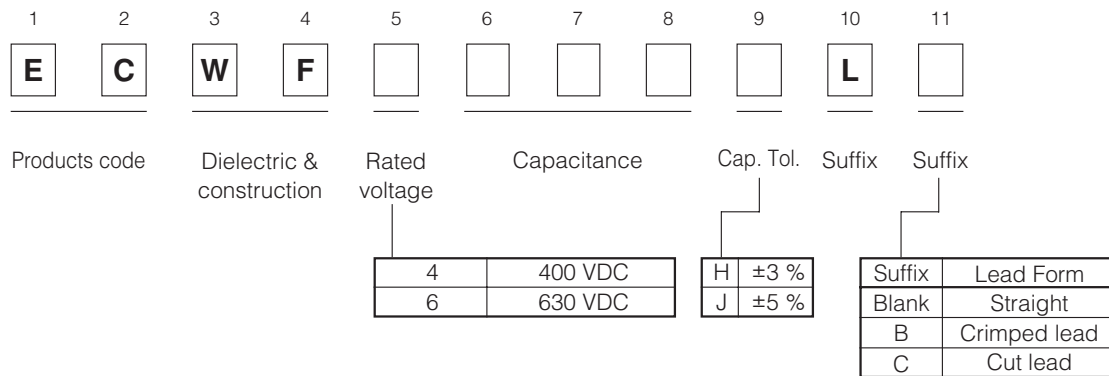 1 2 3 4 5 6 7 8 9 10 11
E C W F L
Products code Dielectric & Rated Capacitance Cap. Tol. Suffix Suffix
construction voltage
4 400 VDC H ±3 % Suffix Lead Form
6 630 VDC J ±5 % Blank Straight
B Crimped lead
C Cut lead